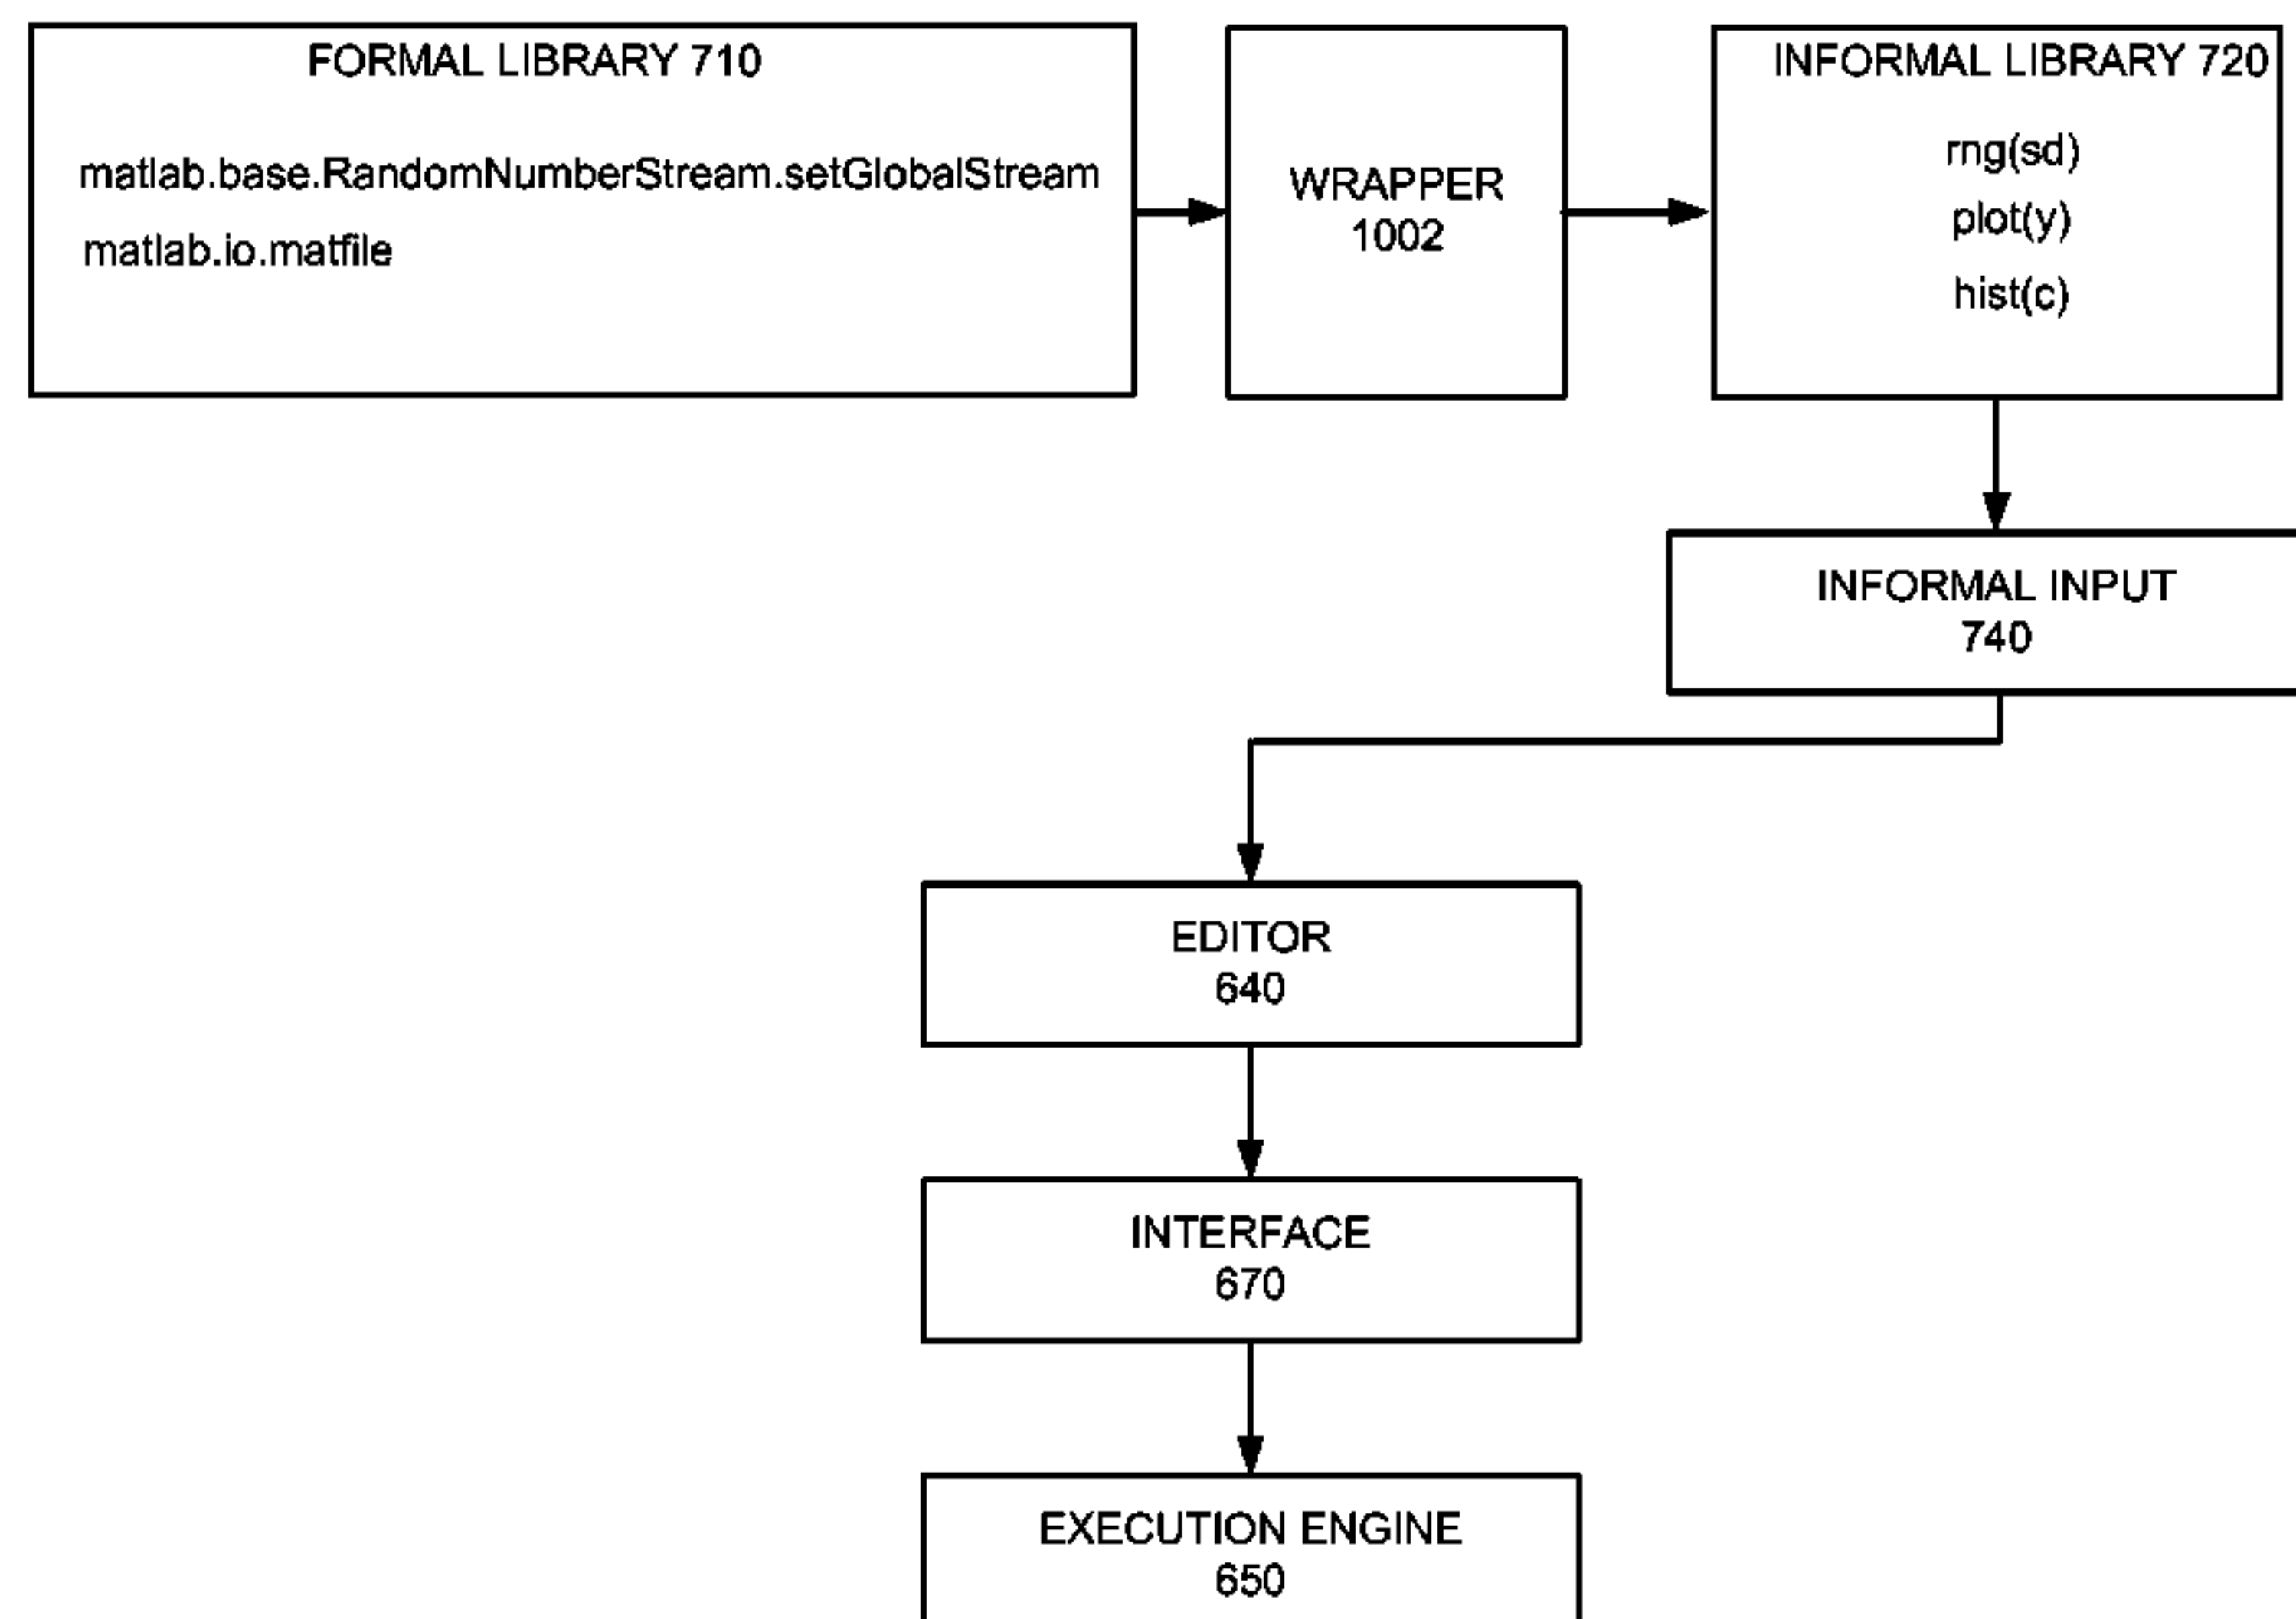 FORMAL LIBRARY 710
matlab.base.RandomNumberStream.setGlobalStream
matlab.io.matfile
WRAPPER
1002
INFORMAL LIBRARY 720
rng(sd)
plot(y)
hist(c)
INFORMAL INPUT
740
EDITOR
640
INTERFACE
670
EXECUTION ENGINE
650